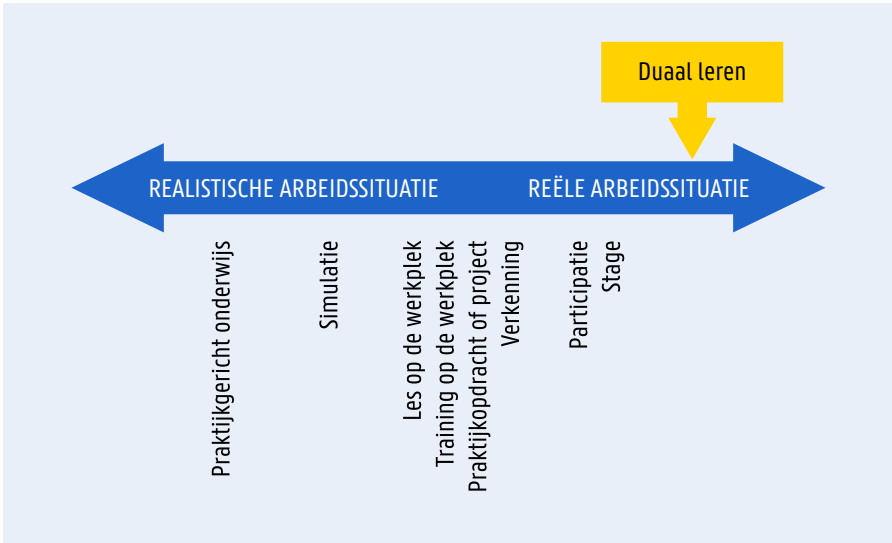 Duaal leren
REALISTISCHE ARBEIDSSITUATIE
REËLE ARBEIDSSITUATIE
Praktijkgericht onderwijs
Simulatie
Les op de werkplek
Training op de werkplek
Praktijkopdracht of project
Verkenning
Participatie
Stage